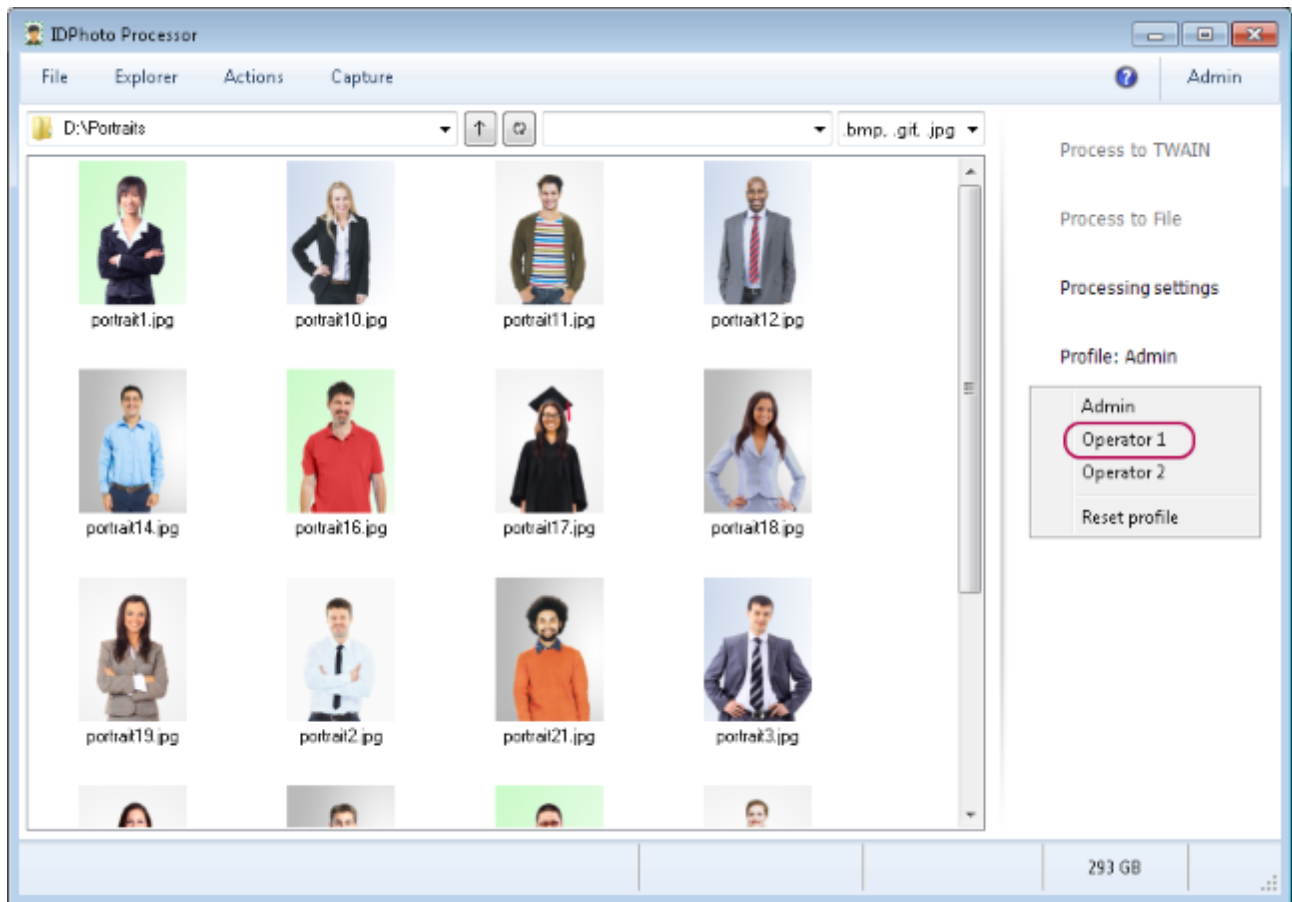 IDPhoto Processor
File Explorer Actions Capture Admin
D:\Portraits .bmp, .gif, .jpg
Process to TWAIN
Process to File
Processing settings
Profile: Admin
Admin
Operator 1
Operator 2
Reset profile
portrait1.jpg portrait10.jpg portrait11.jpg portrait12.jpg
portrait14.jpg portrait16.jpg portrait17.jpg portrait18.jpg
portrait19.jpg portrait2.jpg portrait21.jpg portrait3.jpg
293 GB